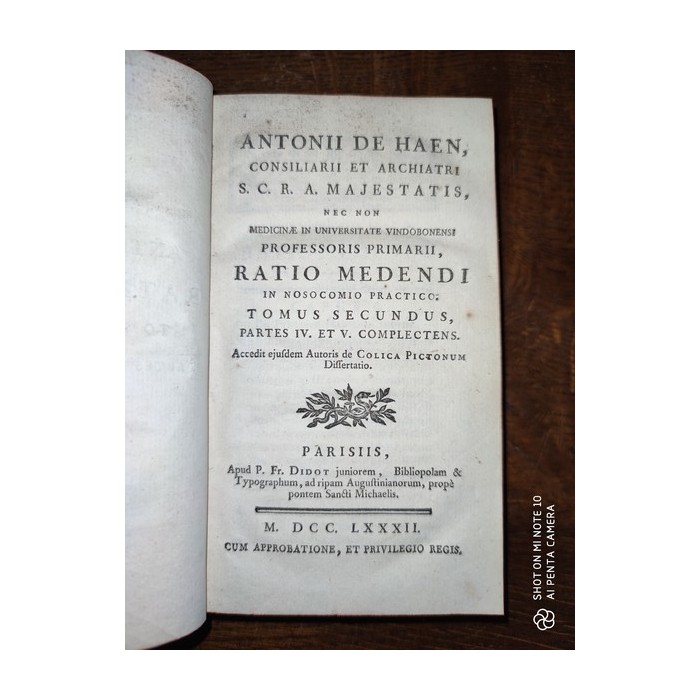 ANTONII DE HAEN,
CONSILIARII ET ARCHIATRI
S. C. R. A. MAJESTATIS,
NEC NON
MEDICINÆ IN UNIVERSITATE VINDOBONENSI
PROFESSORIS PRIMARII,
RATIO MEDENDI
IN NOSOCOMIO PRACTICO.
TOMUS SECUNDUS,
PARTES IV. ET V. COMPLECTENS.
Accedit ejuſdem Autoris de COLICA PICTONUM
Diſſertatio.
PARISIIS,
Apud P. Fr. DIDOT juniorem, Bibliopolam &
Typographum, ad ripam Auguſtinianorum, propè
pontem Sancti Michaelis.
M. DCC. LXXXII.
CUM APPROBATIONE, ET PRIVILEGIO REGIS.
SHOT ON MI NOTE 10
AI PENTA CAMERA